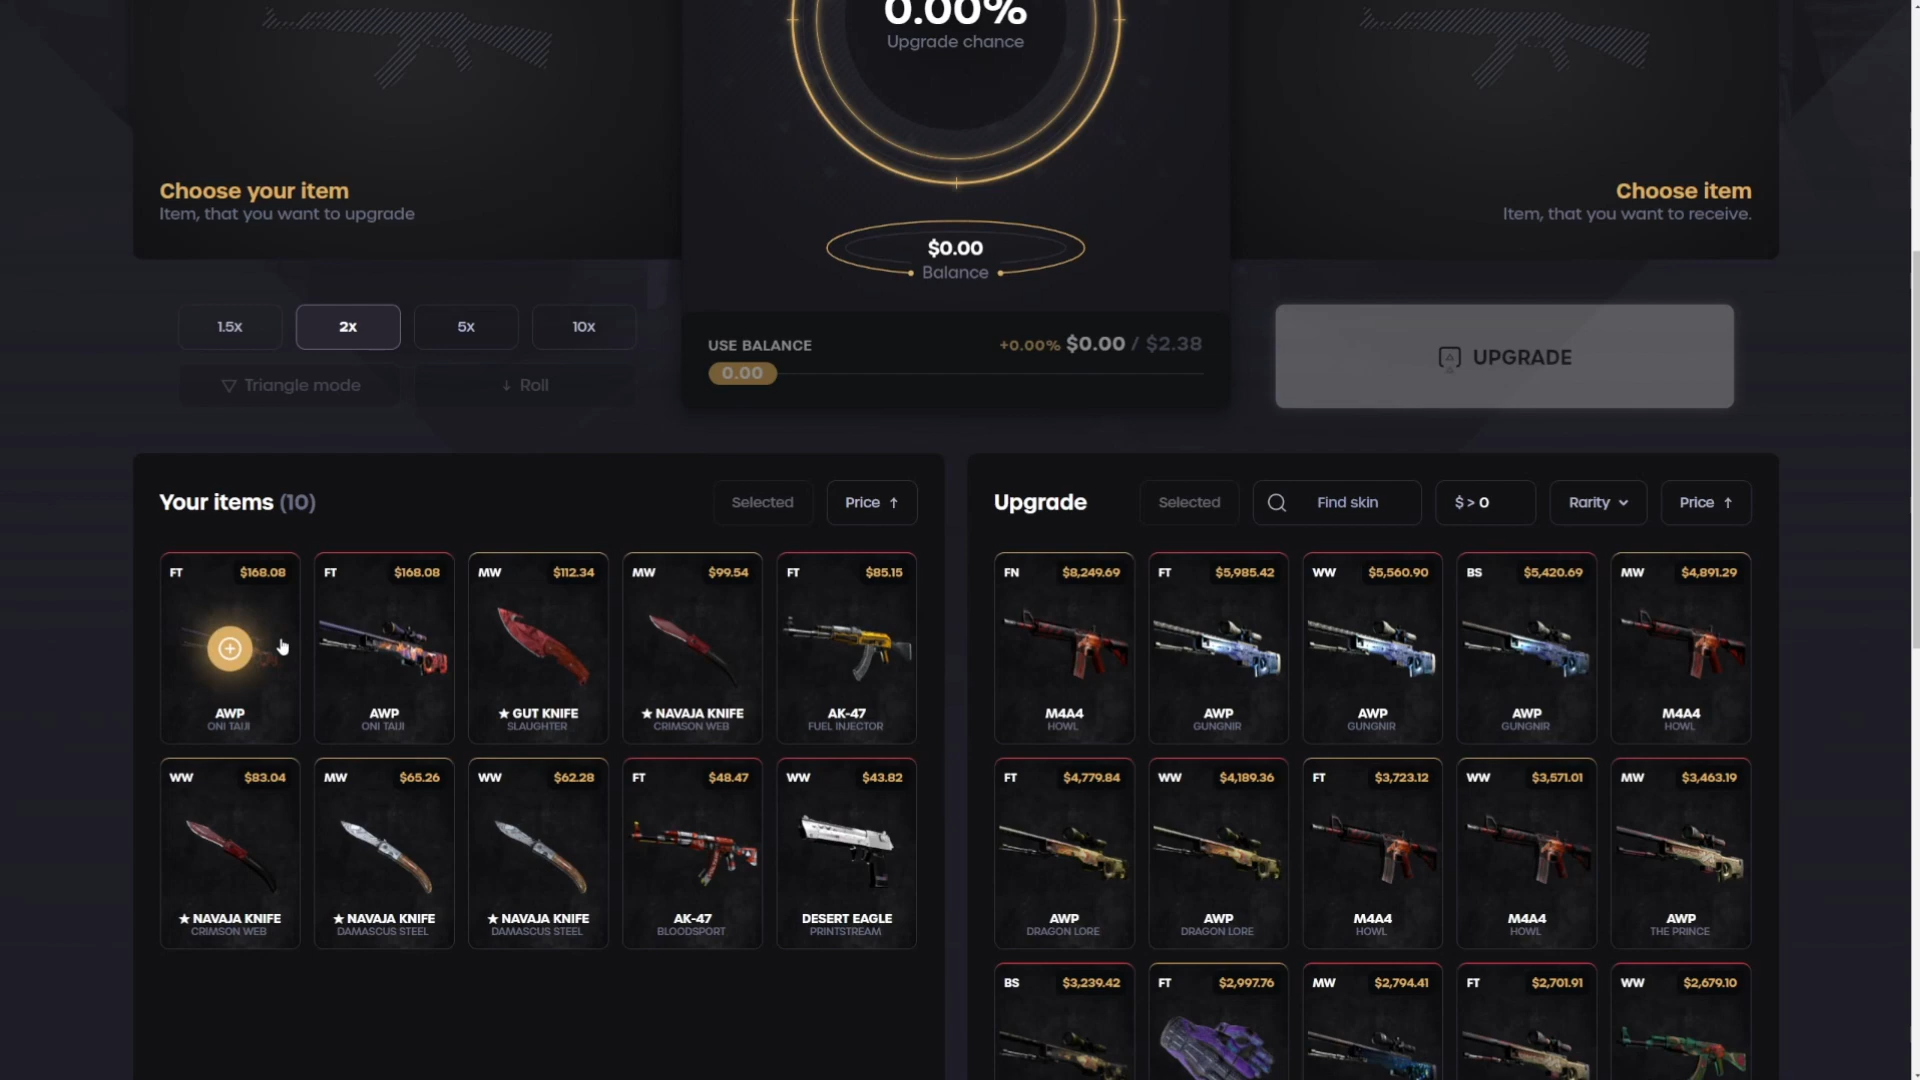 0.00%
Upgrade chance
Choose your item
Item, that you want to upgrade
Choose item
Item, that you want to receive.
$0.00
Balance
1.5x
2x
5x
10x
Triangle mode
Roll
USE BALANCE
+0.00% $0.00 / $2.38
0.00
UPGRADE
Your items (10)
Selected
Price ↑
FT $168.08
AWP
ONI TAIJI
FT $168.08
AWP
ONI TAIJI
MW $112.34
★ GUT KNIFE
SLAUGHTER
MW $99.54
★ NAVAJA KNIFE
CRIMSON WEB
FT $85.15
AK-47
FUEL INJECTOR
WW $83.04
★ NAVAJA KNIFE
CRIMSON WEB
MW $65.26
★ NAVAJA KNIFE
DAMASCUS STEEL
WW $62.28
★ NAVAJA KNIFE
DAMASCUS STEEL
FT $48.47
AK-47
BLOODSPORT
WW $43.82
DESERT EAGLE
PRINTSTREAM
Upgrade
Selected
Find skin
$ > 0
Rarity
Price ↑
FN $8,249.69
M4A4
HOWL
FT $5,985.42
AWP
GUNGNIR
WW $5,560.90
AWP
GUNGNIR
BS $5,420.69
AWP
GUNGNIR
MW $4,891.29
M4A4
HOWL
FT $4,779.84
AWP
DRAGON LORE
WW $4,189.36
AWP
DRAGON LORE
FT $3,723.12
M4A4
HOWL
WW $3,571.01
M4A4
HOWL
MW $3,463.19
AWP
THE PRINCE
BS $3,239.42
FT $2,997.76
MW $2,794.41
FT $2,701.91
WW $2,679.10